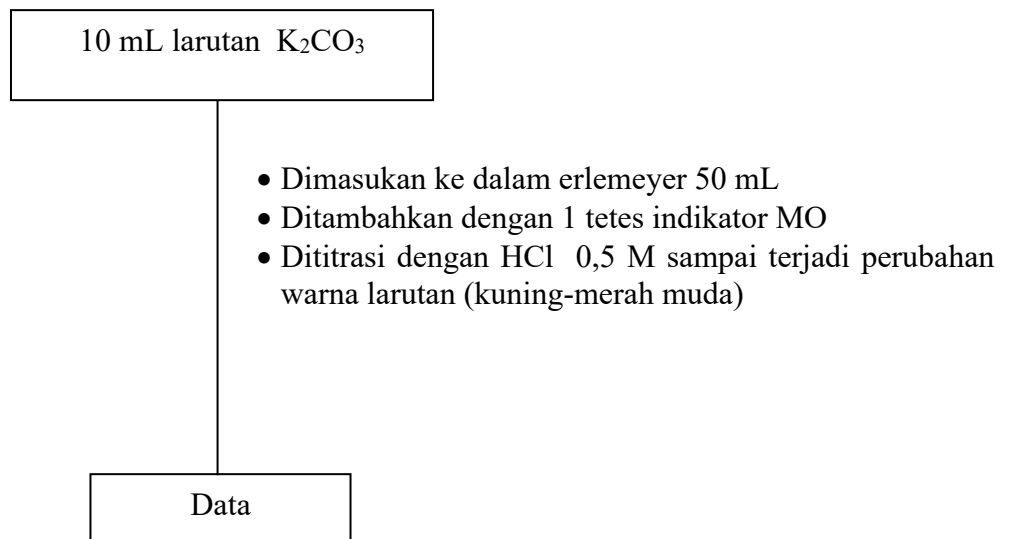 10 mL larutan  K₂CO₃
• Dimasukan ke dalam erlemeyer 50 mL
• Ditambahkan dengan 1 tetes indikator MO
• Dititrasi dengan HCl  0,5 M sampai terjadi perubahan
warna larutan (kuning-merah muda)
Data